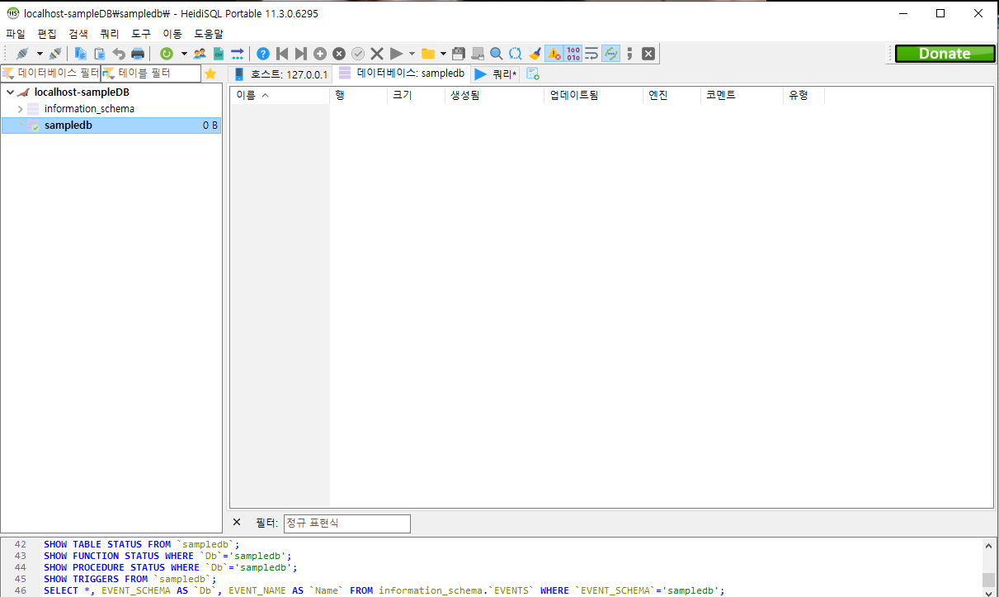 localhost-sampleDB₩sampledb₩ - HeidiSQL Portable 11.3.0.6295
파일 편집 검색 쿼리 도구 이동 도움말
Donate
데이터베이스 필터 테이블 필터 호스트: 127.0.0.1 데이터베이스: sampledb 쿼리*
localhost-sampleDB
information_schema
sampledb 0 B
이름 행 크기 생성됨 업데이트됨 엔진 코멘트 유형
필터: 정규 표현식
42 SHOW TABLE STATUS FROM `sampledb`;
43 SHOW FUNCTION STATUS WHERE `Db`='sampledb';
44 SHOW PROCEDURE STATUS WHERE `Db`='sampledb';
45 SHOW TRIGGERS FROM `sampledb`;
46 SELECT *, EVENT_SCHEMA AS `Db`, EVENT_NAME AS `Name` FROM information_schema.`EVENTS` WHERE `EVENT_SCHEMA`='sampledb';